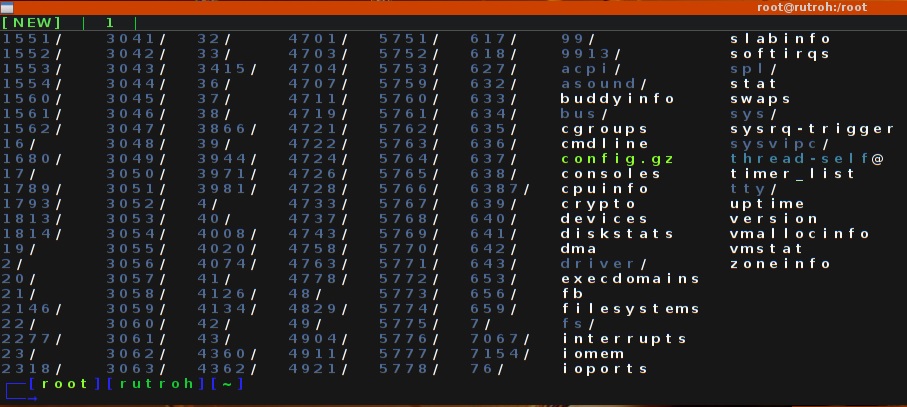 root@rutroh:/root
[NEW] | 1 |
1551/ 3041/ 32/ 4701/ 5751/ 617/ 99/ slabinfo
1552/ 3042/ 33/ 4703/ 5752/ 618/ 9913/ softirqs
1553/ 3043/ 3415/ 4704/ 5753/ 627/ acpi/ spl/
1554/ 3044/ 36/ 4707/ 5759/ 632/ asound/ stat
1560/ 3045/ 37/ 4711/ 5760/ 633/ buddyinfo swaps
1561/ 3046/ 38/ 4719/ 5761/ 634/ bus/ sys/
1562/ 3047/ 3866/ 4721/ 5762/ 635/ cgroups sysrq-trigger
16/ 3048/ 39/ 4722/ 5763/ 636/ cmdline sysvipc/
1680/ 3049/ 3944/ 4724/ 5764/ 637/ config.gz thread-self@
17/ 3050/ 3971/ 4726/ 5765/ 638/ consoles timer_list
1789/ 3051/ 3981/ 4728/ 5766/ 6387/ cpuinfo tty/
1793/ 3052/ 4/ 4733/ 5767/ 639/ crypto uptime
1813/ 3053/ 40/ 4737/ 5768/ 640/ devices version
1814/ 3054/ 4008/ 4743/ 5769/ 641/ diskstats vmallocinfo
19/ 3055/ 4020/ 4758/ 5770/ 642/ dma vmstat
2/ 3056/ 4074/ 4763/ 5771/ 643/ driver/ zoneinfo
20/ 3057/ 41/ 4778/ 5772/ 653/ execdomains
21/ 3058/ 4126/ 48/ 5773/ 656/ fb
2146/ 3059/ 4134/ 4829/ 5774/ 659/ filesystems
22/ 3060/ 42/ 49/ 5775/ 7/ fs/
2277/ 3061/ 43/ 4904/ 5776/ 7067/ interrupts
23/ 3062/ 4360/ 4911/ 5777/ 7154/ iomem
2318/ 3063/ 4362/ 4921/ 5778/ 76/ ioports
┌─[root][rutroh][~]
└─→